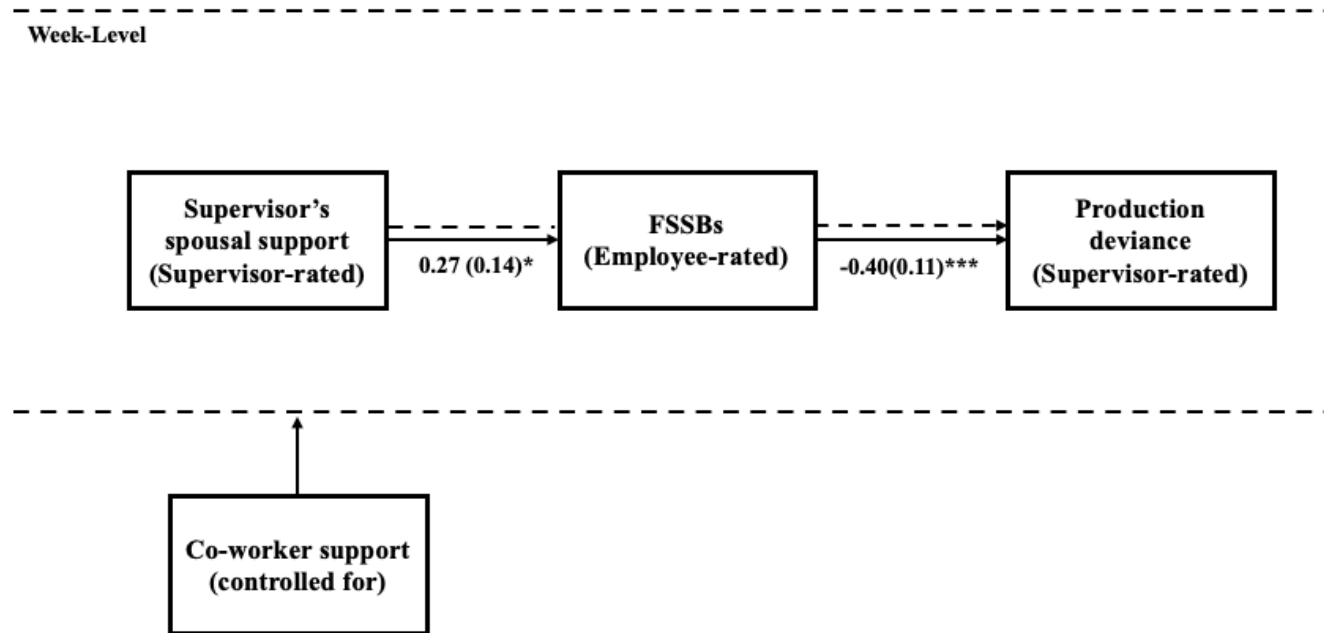 Week-Level
Supervisor's
spousal support
(Supervisor-rated)
0.27 (0.14)*
FSSBs
(Employee-rated)
-0.40(0.11)***
Production
deviance
(Supervisor-rated)
Co-worker support
(controlled for)